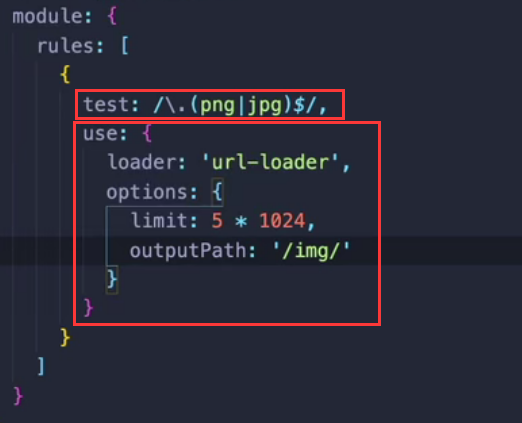 module: {
rules: [
{
test: /\.(png|jpg)$/,
use: {
loader: 'url-loader',
options: {
limit: 5 * 1024,
outputPath: '/img/'
}
}
}
]
}